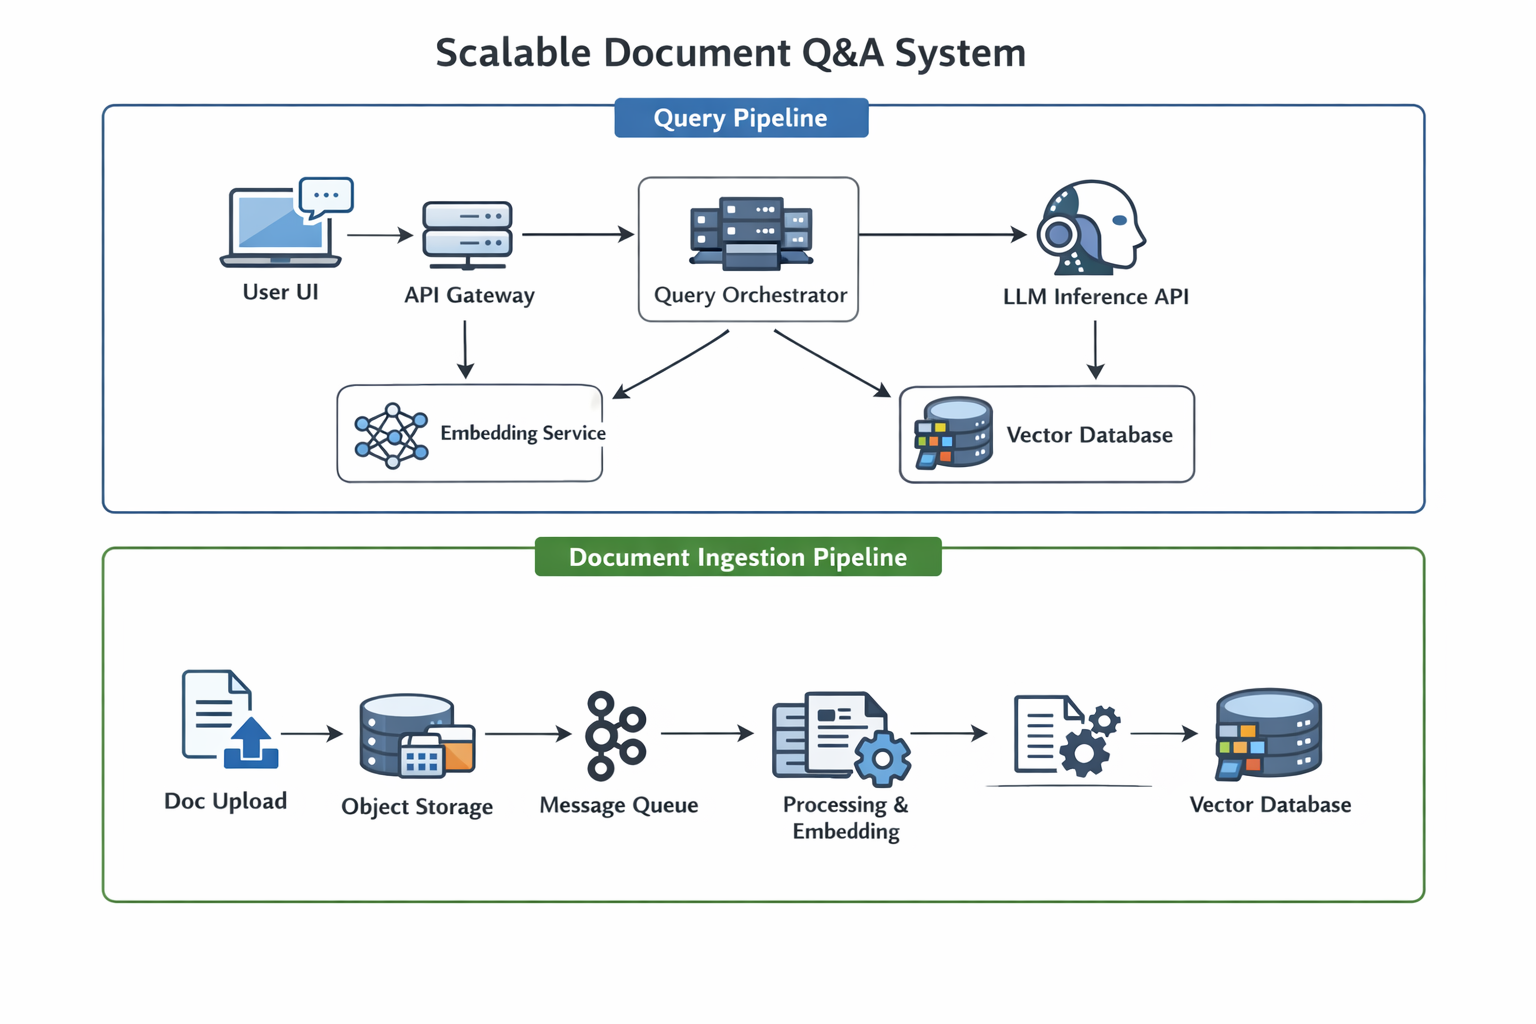 Scalable Document Q&A System
Query Pipeline
User UI
API Gateway
Query Orchestrator
LLM Inference API
Embedding Service
Vector Database
Document Ingestion Pipeline
Doc Upload
Object Storage
Message Queue
Processing &
Embedding
Vector Database